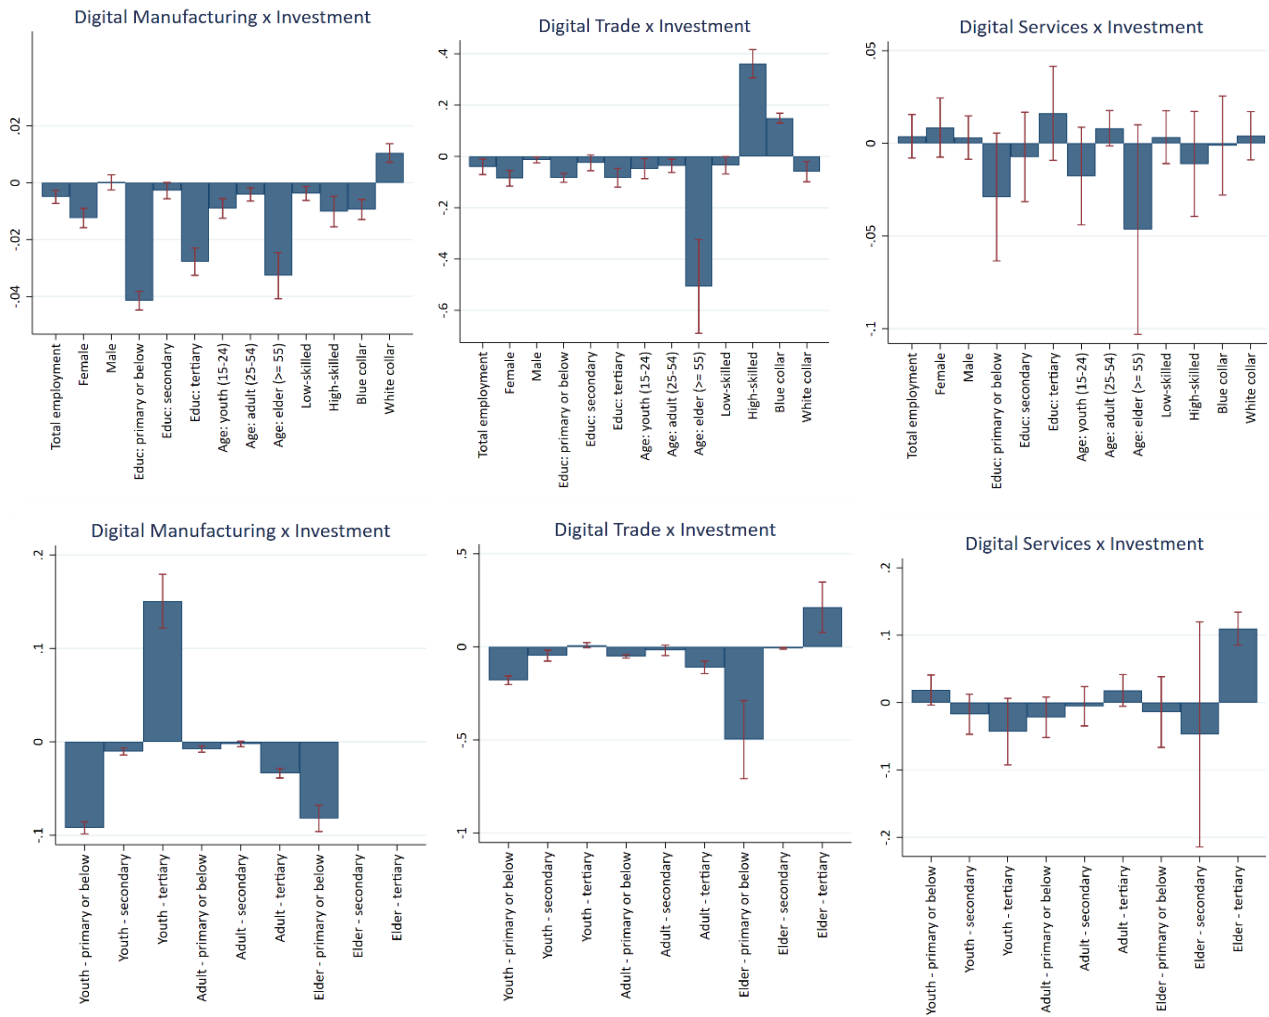 Digital Manufacturing x Investment
.02
0
-.02
-.04
Total employment
Female
Male
Educ: primary or below
Educ: secondary
Educ: tertiary
Age: youth (15-24)
Age: adult (25-54)
Age: elder (>= 55)
Low-skilled
High-skilled
Blue collar
White collar
Digital Trade x Investment
.4
.2
0
-.2
-.4
-.6
Total employment
Female
Male
Educ: primary or below
Educ: secondary
Educ: tertiary
Age: youth (15-24)
Age: adult (25-54)
Age: elder (>= 55)
Low-skilled
High-skilled
Blue collar
White collar
Digital Services x Investment
.05
0
-.05
-.1
Total employment
Female
Male
Educ: primary or below
Educ: secondary
Educ: tertiary
Age: youth (15-24)
Age: adult (25-54)
Age: elder (>= 55)
Low-skilled
High-skilled
Blue collar
White collar
Digital Manufacturing x Investment
.2
.1
0
-.1
Youth - primary or below
Youth - secondary
Youth - tertiary
Adult - primary or below
Adult - secondary
Adult - tertiary
Elder - primary or below
Elder - secondary
Elder - tertiary
Digital Trade x Investment
.5
0
-.5
-1
Youth - primary or below
Youth - secondary
Youth - tertiary
Adult - primary or below
Adult - secondary
Adult - tertiary
Elder - primary or below
Elder - secondary
Elder - tertiary
Digital Services x Investment
.2
.1
0
-.1
-.2
Youth - primary or below
Youth - secondary
Youth - tertiary
Adult - primary or below
Adult - secondary
Adult - tertiary
Elder - primary or below
Elder - secondary
Elder - tertiary